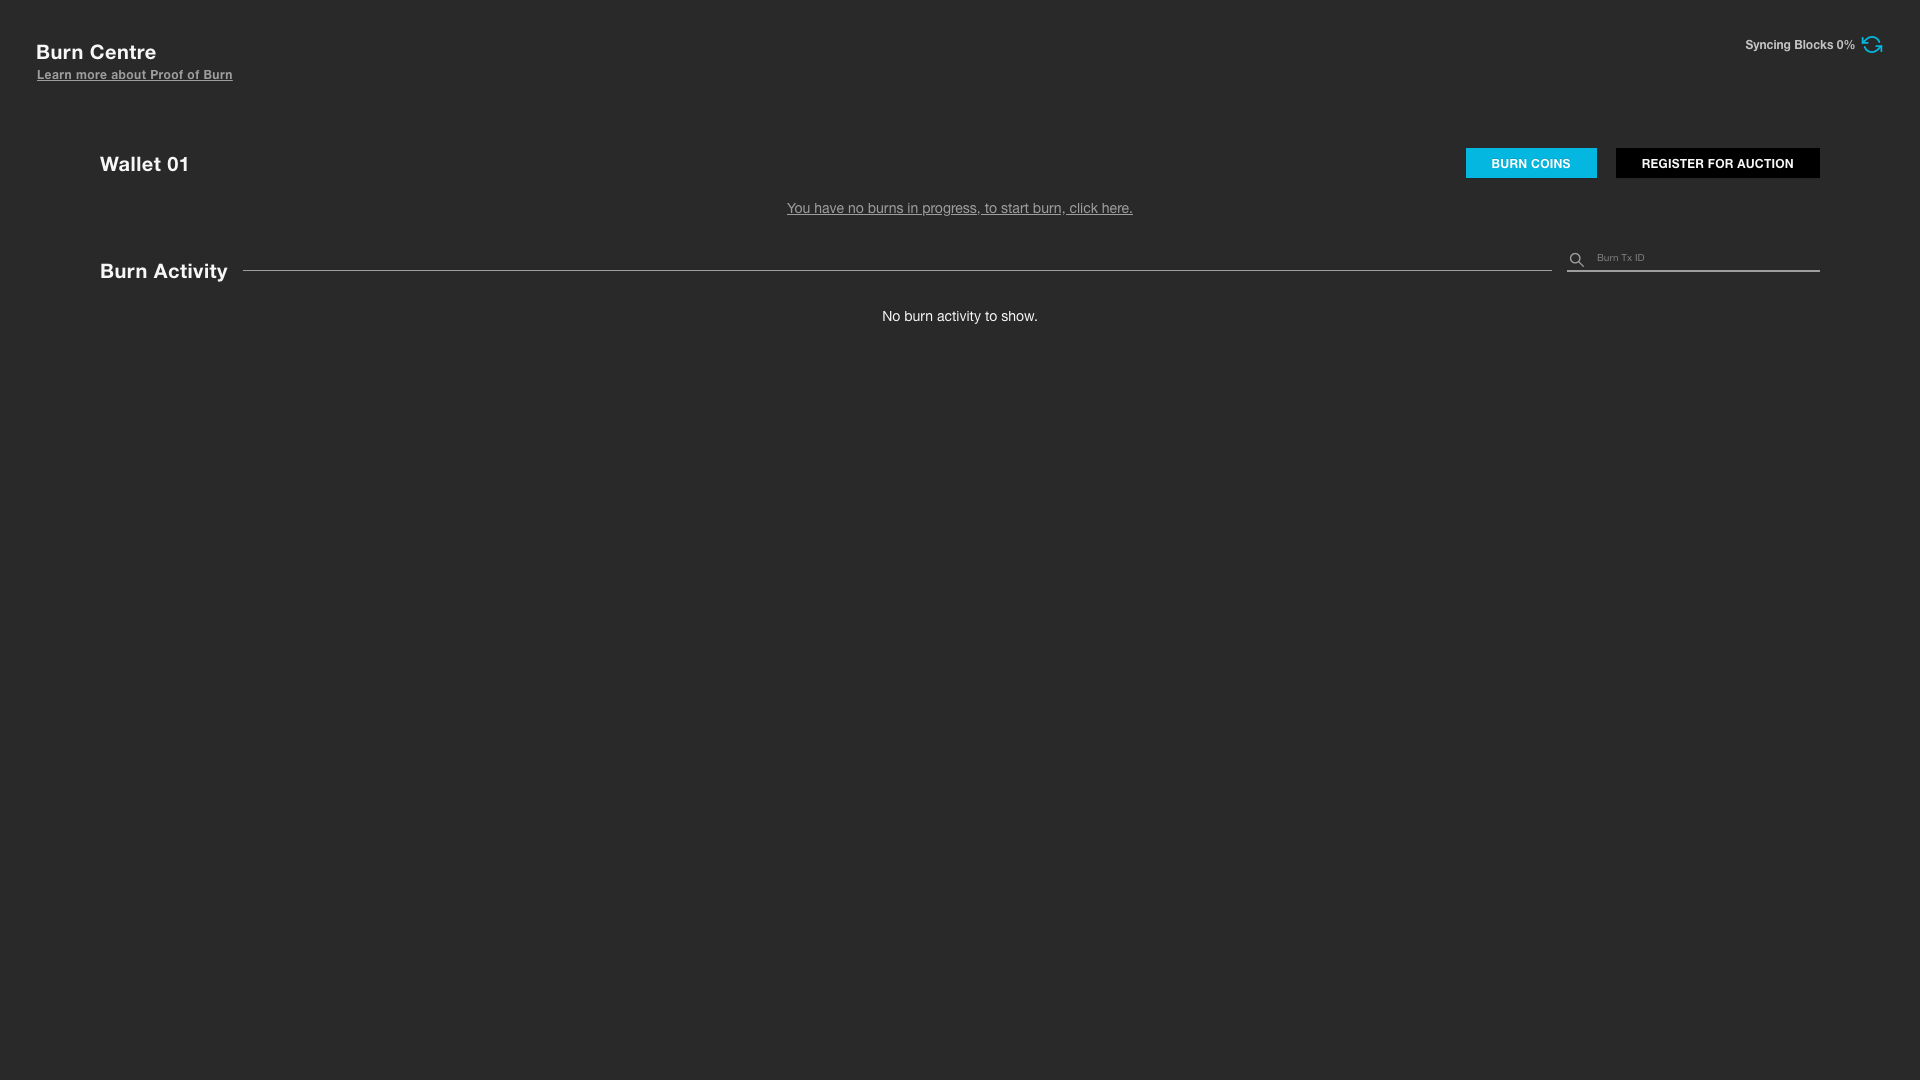 Burn Centre
Learn more about Proof of Burn
Syncing Blocks 0%
Wallet 01
BURN COINS
REGISTER FOR AUCTION
You have no burns in progress, to start burn, click here.
Burn Activity
Burn Tx ID
No burn activity to show.